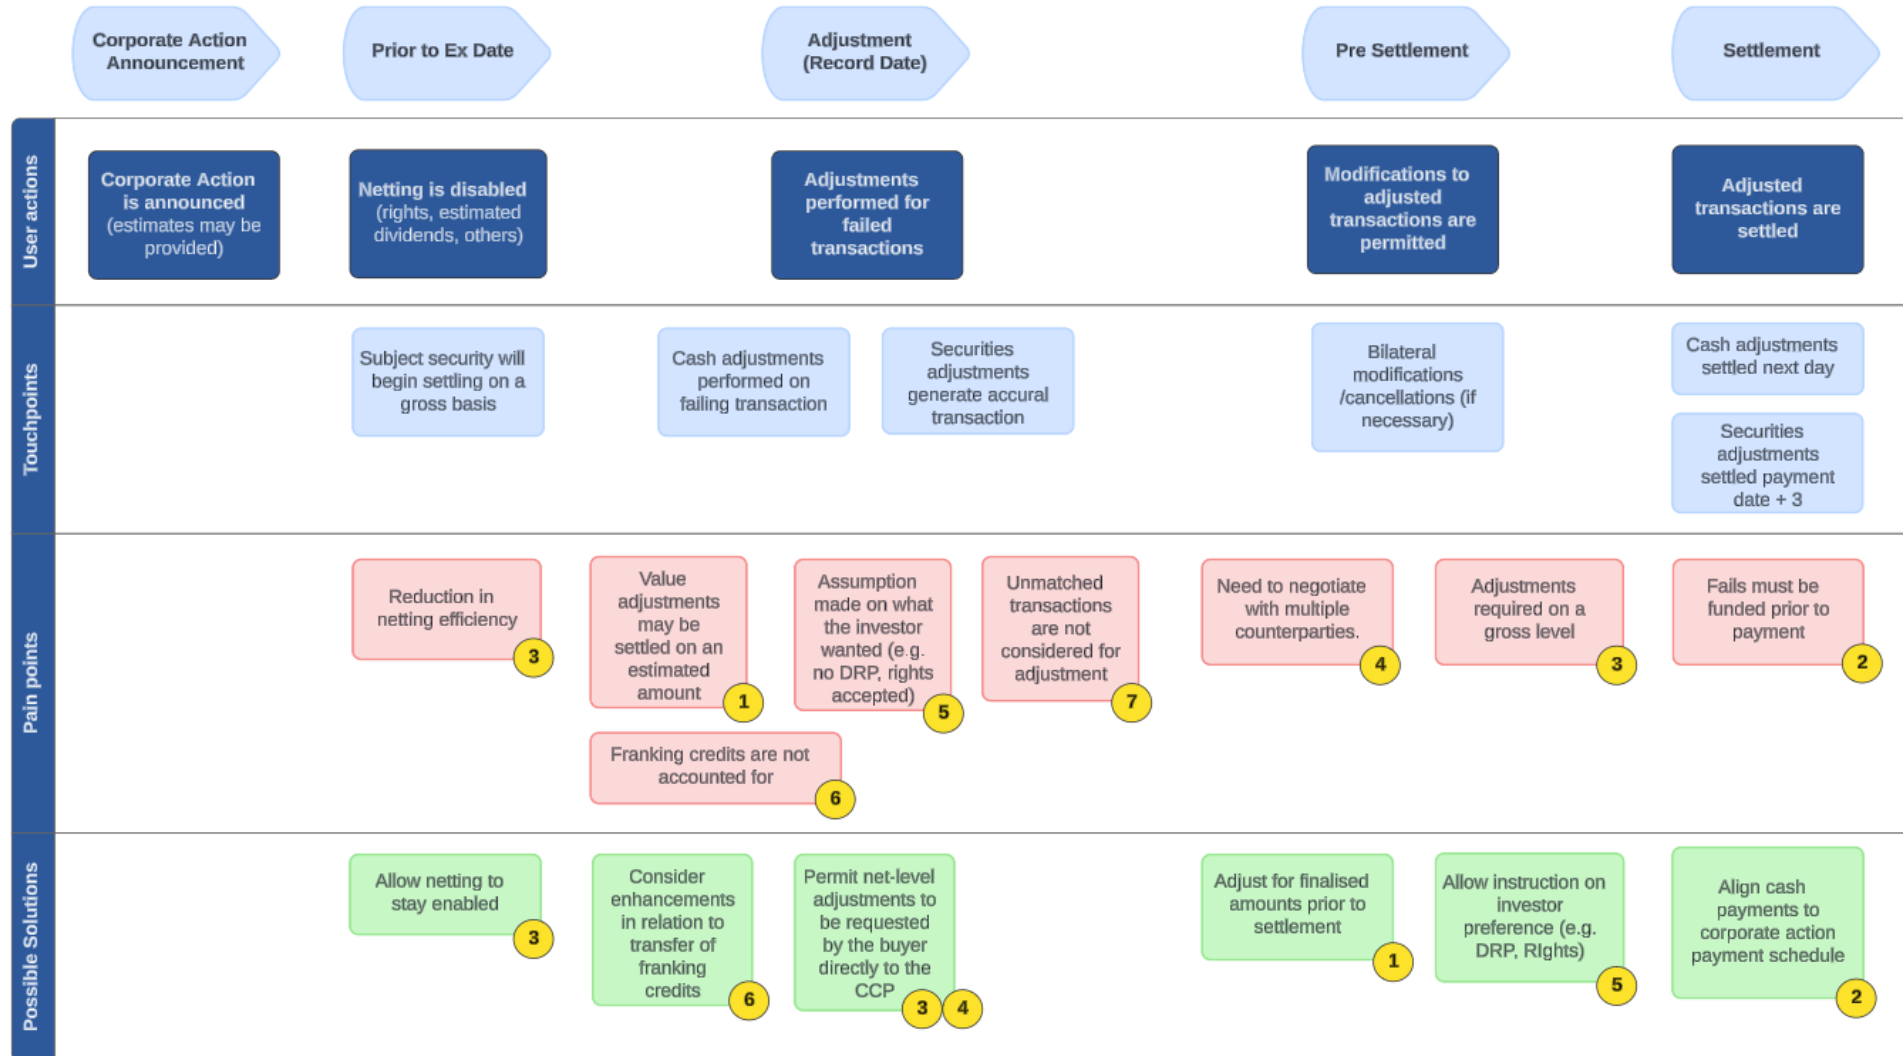 Corporate Action
Announcement
Prior to Ex Date
Adjustment
(Record Date)
Pre Settlement
Settlement
User actions
Corporate Action
is announced
(estimates may be
provided)
Netting is disabled
(rights, estimated
dividends, others)
Adjustments
performed for
failed
transactions
Modifications to
adjusted
transactions are
permitted
Adjusted
transactions are
settled
Touchpoints
Subject security will
begin settling on a
gross basis
Cash adjustments
performed on
failing transaction
Securities
adjustments
generate accural
transaction
Bilateral
modifications
/cancellations (if
necessary)
Cash adjustments
settled next day
Securities
adjustments
settled payment
date + 3
Pain points
Reduction in
netting efficiency
3
Value
adjustments
may be
settled on an
estimated
amount
1
Assumption
made on what
the investor
wanted (e.g.
no DRP, rights
accepted)
5
Unmatched
transactions
are not
considered for
adjustment
7
Need to negotiate
with multiple
counterparties.
4
Adjustments
required on a
gross level
3
Fails must be
funded prior to
payment
2
Franking credits are not
accounted for
6
Possible Solutions
Allow netting to
stay enabled
3
Consider
enhancements
in relation to
transfer of
franking
credits
6
Permit net-level
adjustments to
be requested
by the buyer
directly to the
CCP
3 4
Adjust for finalised
amounts prior to
settlement
1
Allow instruction on
investor
preference (e.g.
DRP, RIghts)
5
Align cash
payments to
corporate action
payment schedule
2